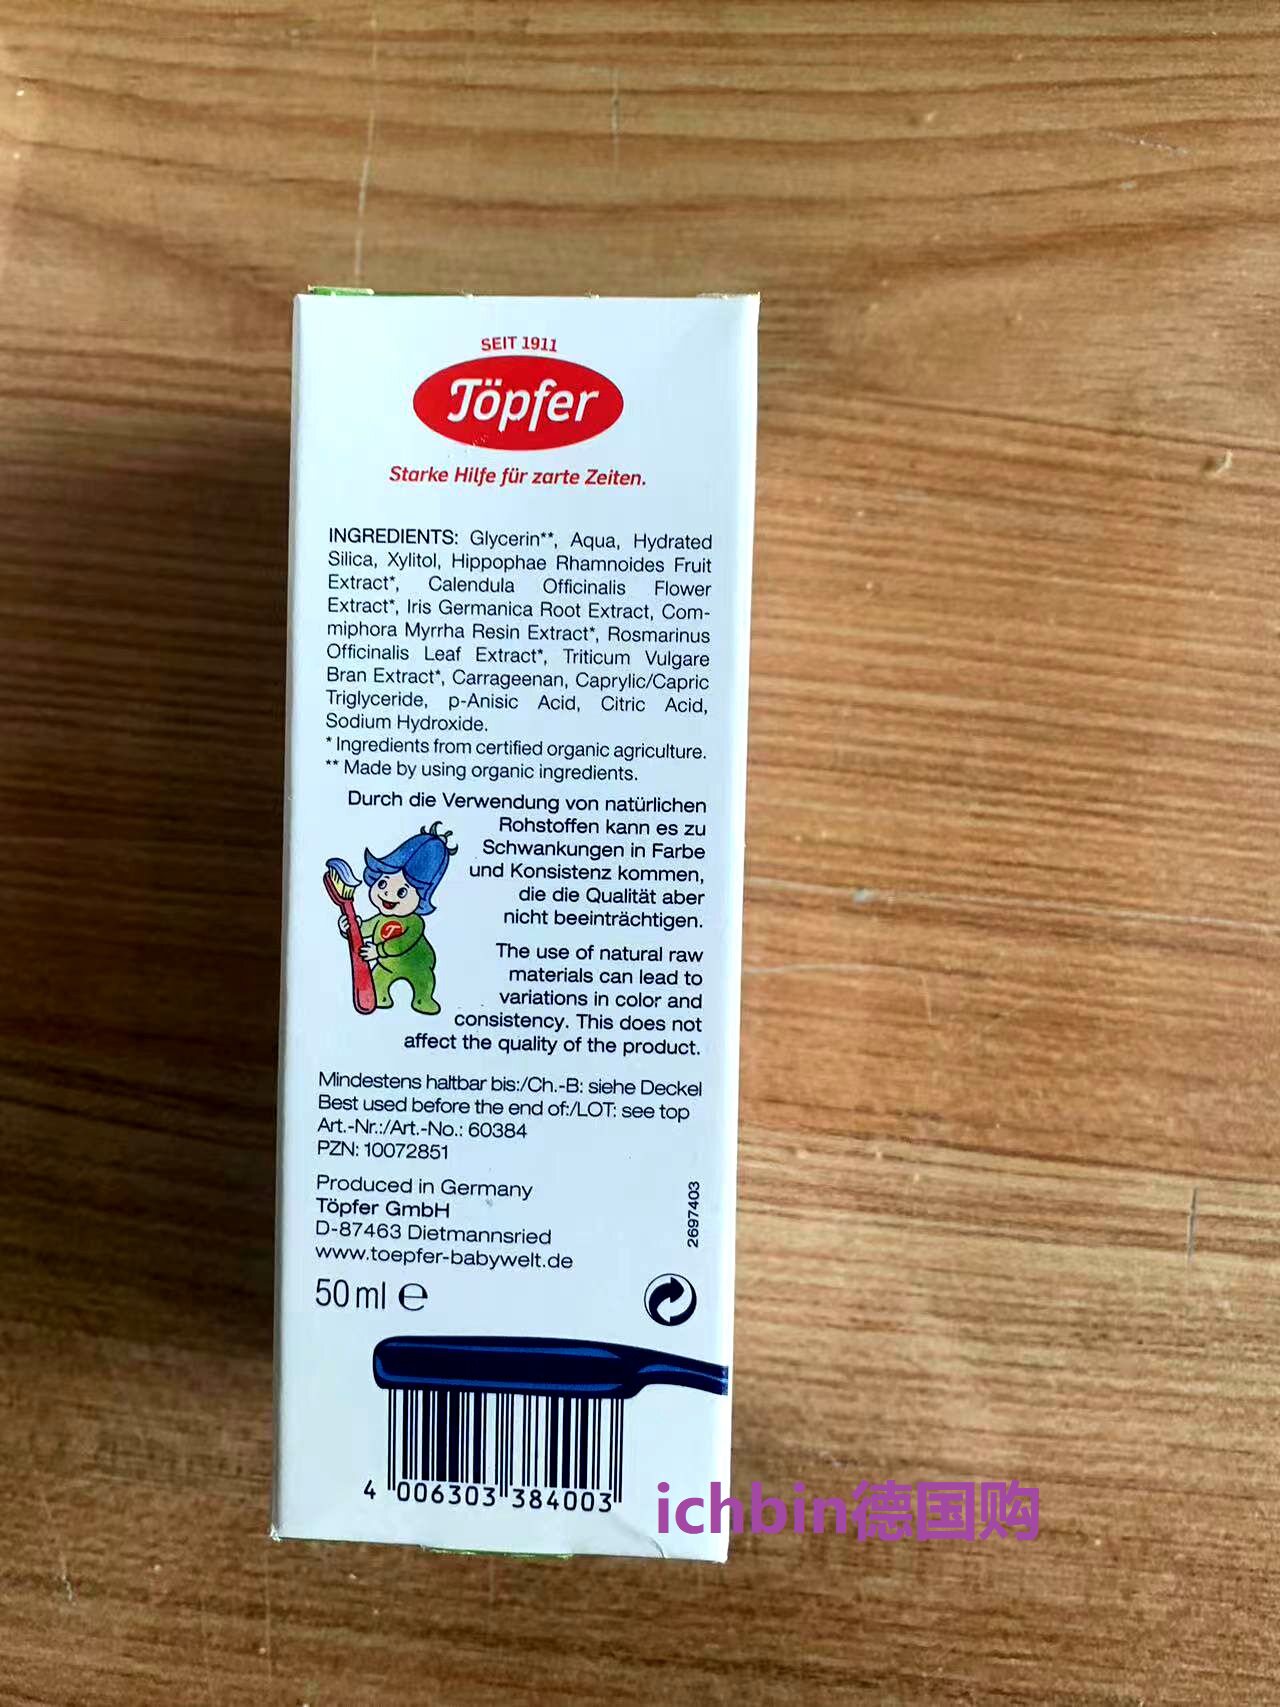 SEIT 1911
Töpfer
Starke Hilfe für zarte Zeiten.
INGREDIENTS: Glycerin**, Aqua, Hydrated
Silica, Xylitol, Hippophae Rhamnoides Fruit
Extract*, Calendula Officinalis Flower
Extract*, Iris Germanica Root Extract, Com-
miphora Myrrha Resin Extract*, Rosmarinus
Officinalis Leaf Extract*, Triticum Vulgare
Bran Extract*, Carrageenan, Caprylic/Capric
Triglyceride, p-Anisic Acid, Citric Acid,
Sodium Hydroxide.
* Ingredients from certified organic agriculture.
** Made by using organic ingredients.
Durch die Verwendung von natürlichen
Rohstoffen kann es zu
Schwankungen in Farbe
und Konsistenz kommen,
die die Qualität aber
nicht beeinträchtigen.
T
The use of natural raw
materials can lead to
variations in color and
consistency. This does not
affect the quality of the product.
Mindestens haltbar bis:/Ch.-B: siehe Deckel
Best used before the end of:/LOT: see top
Art.-Nr.:/Art.-No.: 60384
PZN: 10072851
Produced in Germany
Töpfer GmbH
D-87463 Dietmannsried
www.toepfer-babywelt.de
2697403
50 ml ℮
4 006303 384003
ichbin德国购